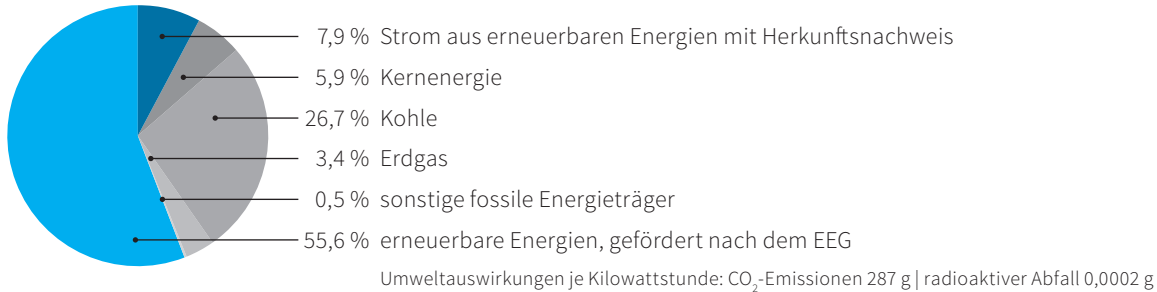 7,9 % Strom aus erneuerbaren Energien mit Herkunftsnachweis
5,9 % Kernenergie
26,7 % Kohle
3,4 % Erdgas
0,5 % sonstige fossile Energieträger
55,6 % erneuerbare Energien, gefördert nach dem EEG
Umweltauswirkungen je Kilowattstunde: CO₂-Emissionen 287 g | radioaktiver Abfall 0,0002 g